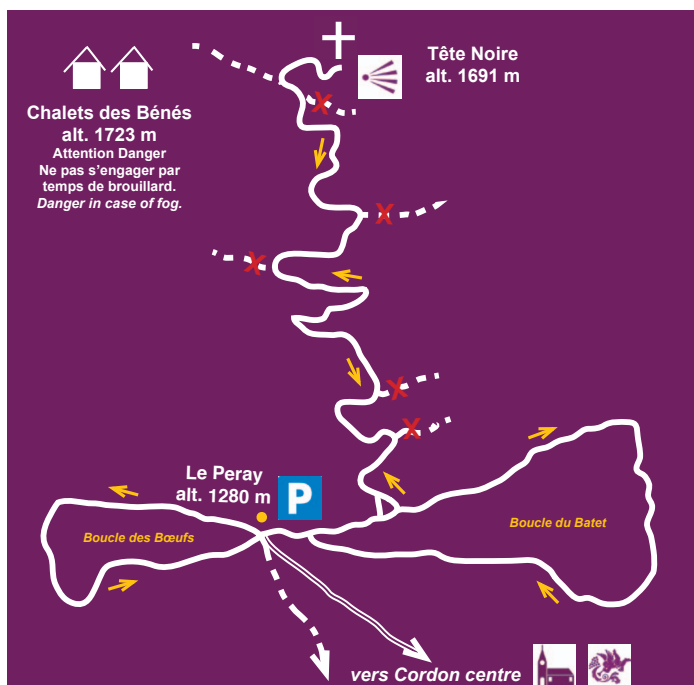 Tête Noire
alt. 1691 m
Chalets des Bénés
alt. 1723 m
Attention Danger
Ne pas s'engager par
temps de brouillard.
Danger in case of fog.
X
X
X
X
X
Le Peray
alt. 1280 m
P
Boucle des Bœufs
Boucle du Batet
vers Cordon centre